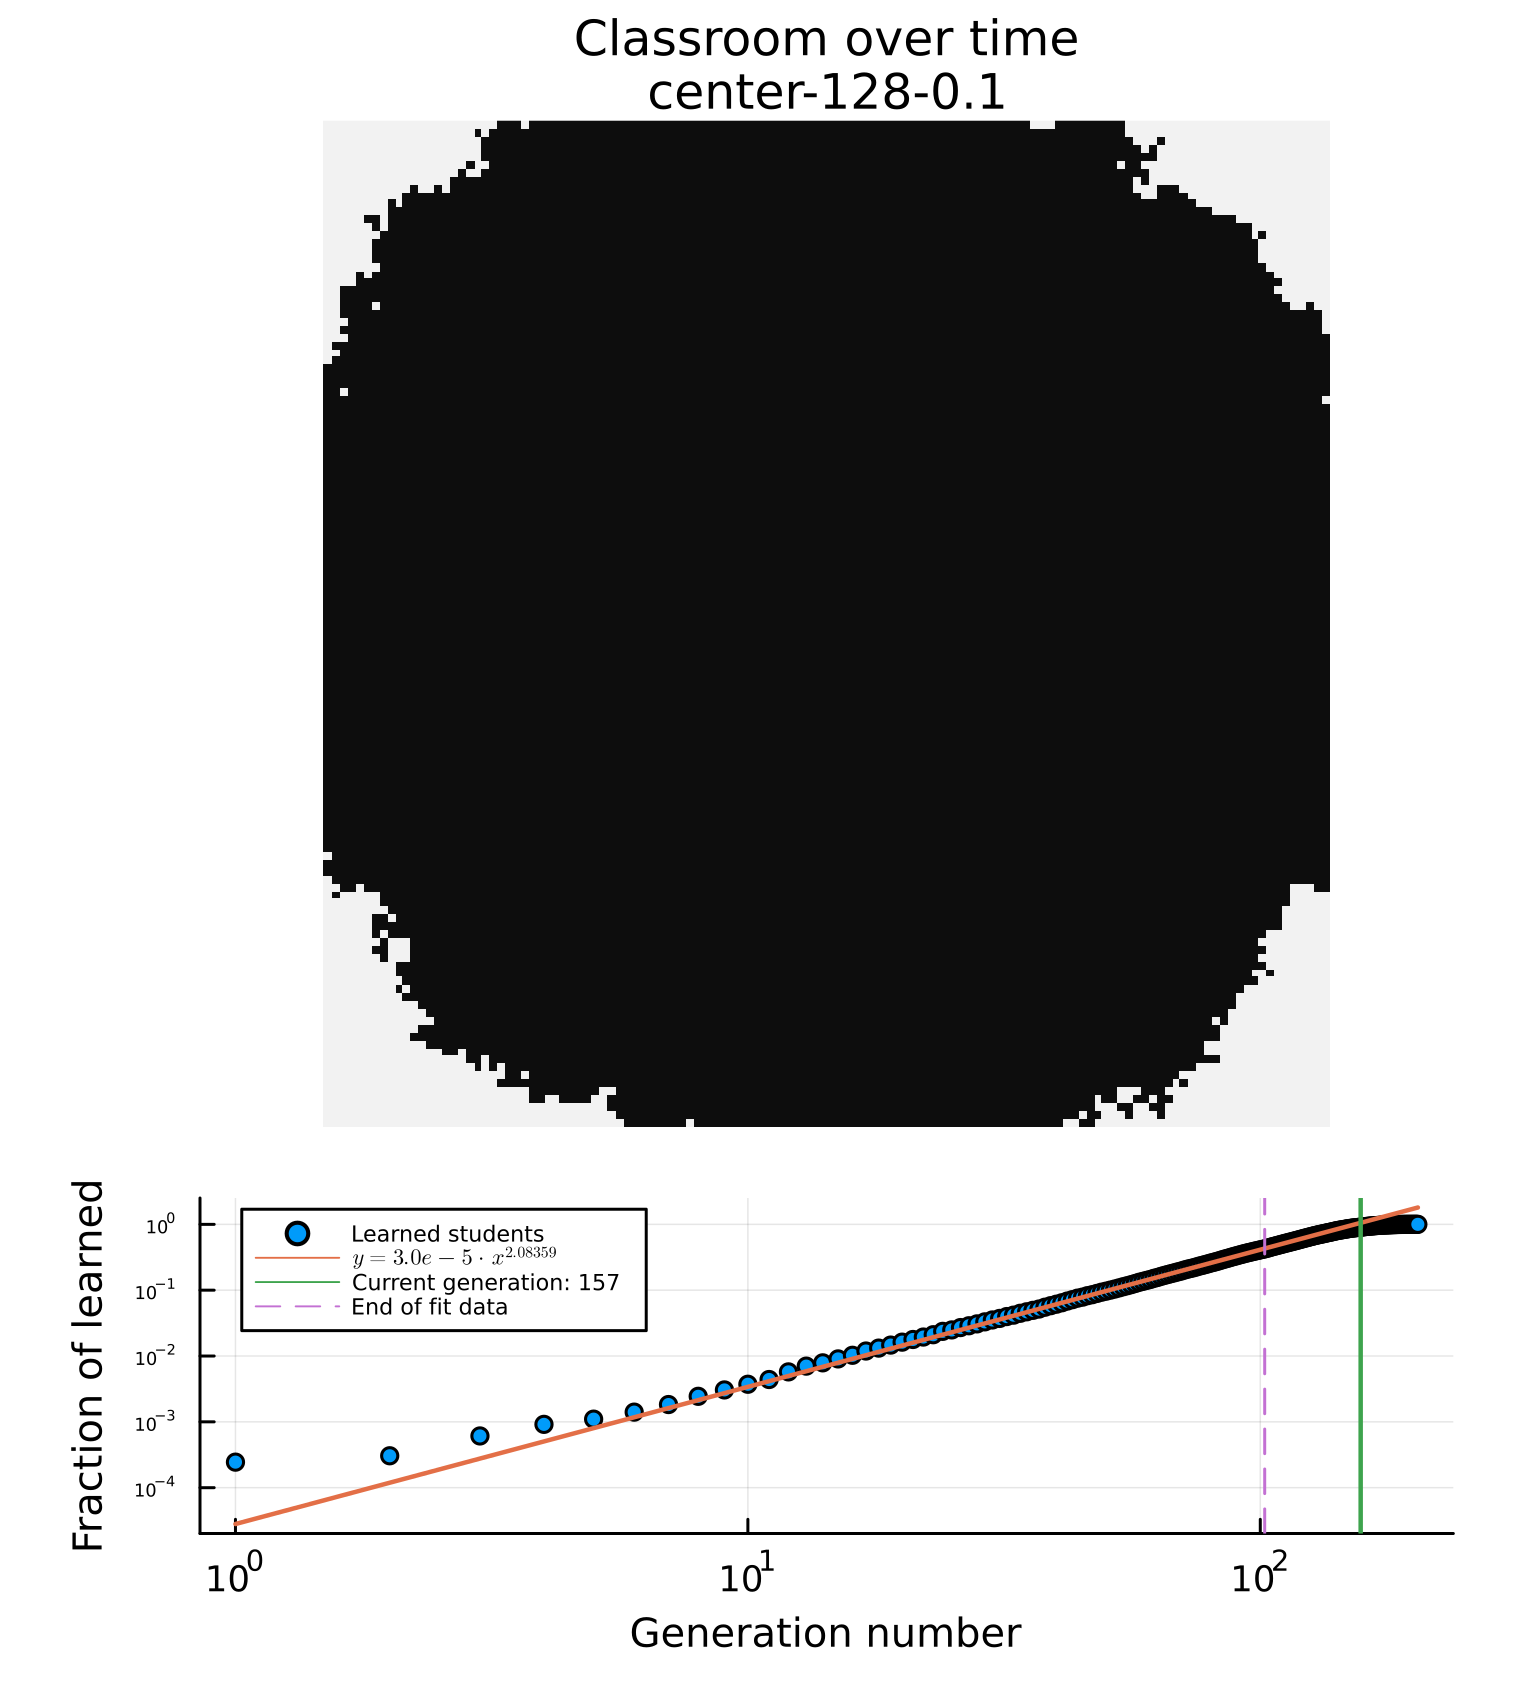 Classroom over time
center-128-0.1
Fraction of learned
10^0
10^-1
10^-2
10^-3
10^-4
Learned students
y = 3.0e − 5 · x^2.08359
Current generation: 157
End of fit data
10^0 10^1 10^2
Generation number